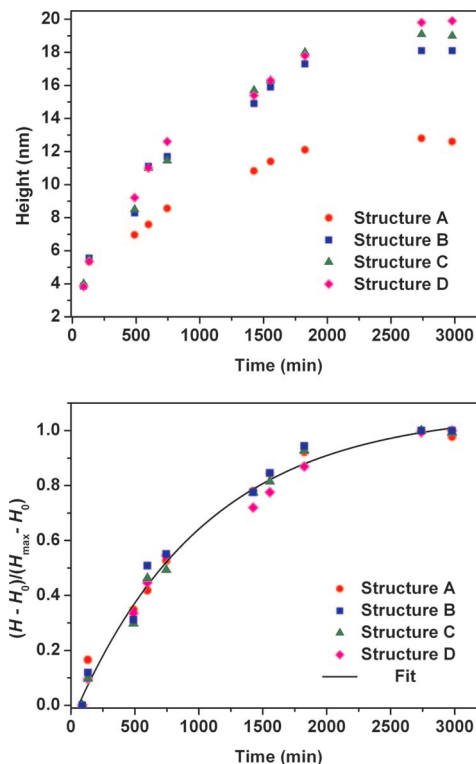 20
18
16
14
12
10
8
6
4
2
Height (nm)
Structure A
Structure B
Structure C
Structure D
0 500 1000 1500 2000 2500 3000
Time (min)
1.0
0.8
0.6
0.4
0.2
0.0
(H - H0)/(Hmax- H0)
Structure A
Structure B
Structure C
Structure D
Fit
0 500 1000 1500 2000 2500 3000
Time (min)